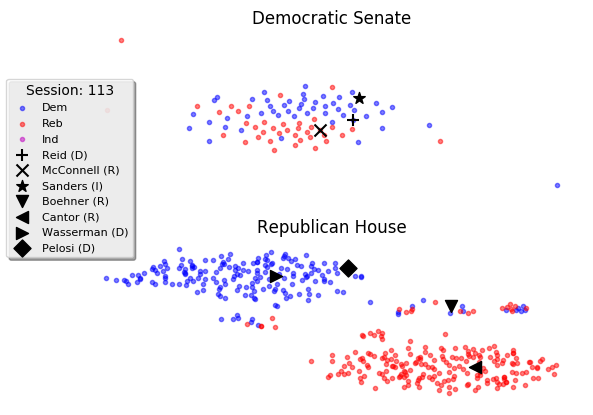 Democratic Senate
Session: 113
Dem
Reb
Ind
Reid (D)
McConnell (R)
Sanders (I)
Boehner (R)
Cantor (R)
Wasserman (D)
Pelosi (D)
Republican House